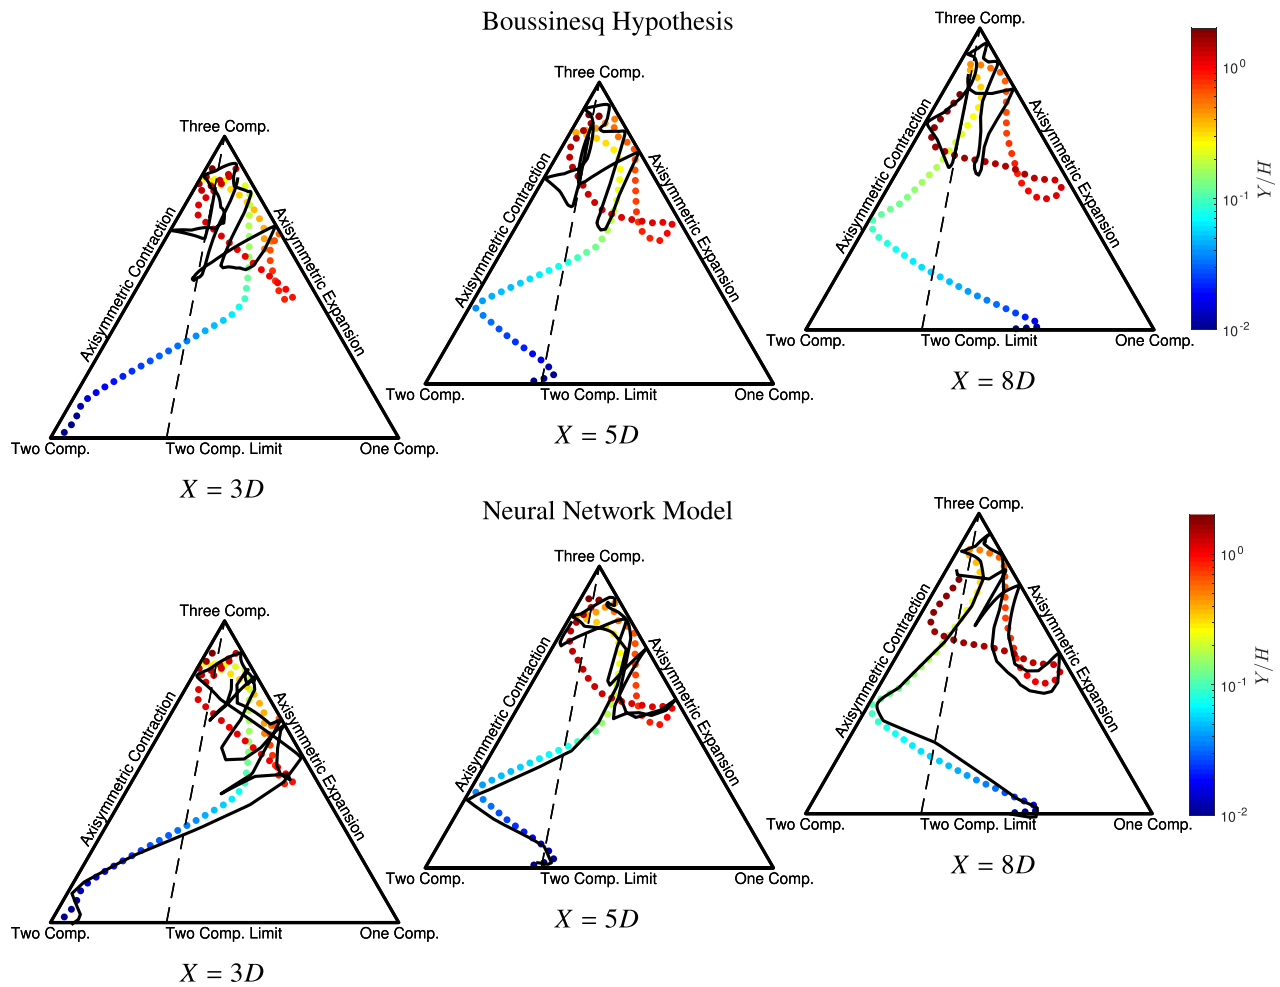 Boussinesq Hypothesis
Three Comp.
Axisymmetric Contraction
Axisymmetric Expansion
Two Comp.
Two Comp. Limit
One Comp.
X = 3D
Three Comp.
Axisymmetric Contraction
Axisymmetric Expansion
Two Comp.
Two Comp. Limit
One Comp.
X = 5D
Three Comp.
Axisymmetric Contraction
Axisymmetric Expansion
Two Comp.
Two Comp. Limit
One Comp.
X = 8D
10⁰
10⁻¹
10⁻²
Y/H
Neural Network Model
Three Comp.
Axisymmetric Contraction
Axisymmetric Expansion
Two Comp.
Two Comp. Limit
One Comp.
X = 3D
Three Comp.
Axisymmetric Contraction
Axisymmetric Expansion
Two Comp.
Two Comp. Limit
One Comp.
X = 5D
Three Comp.
Axisymmetric Contraction
Axisymmetric Expansion
Two Comp.
Two Comp. Limit
One Comp.
X = 8D
10⁰
10⁻¹
10⁻²
Y/H